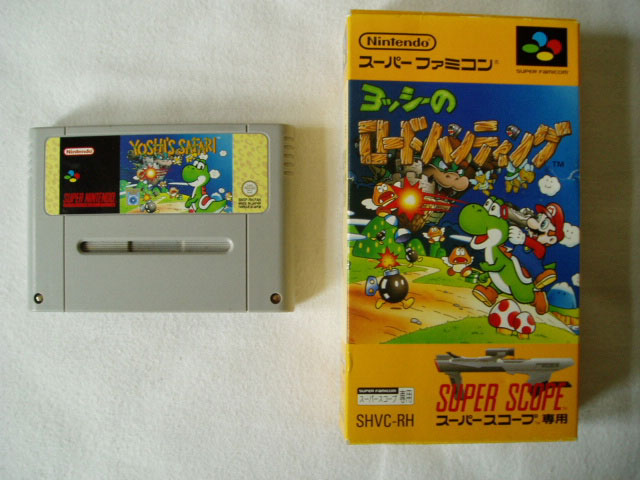 Nintendo
YOSHI'S SAFARI
SUPER NINTENDO
Nintendo
スーパーファミコン
SUPER FAMICOM
ヨッシーの
ロードハンティング
TM
SUPER FAMICOM
スーパースコープ
SUPER SCOPE
SHVC-RH
スーパースコープ専用